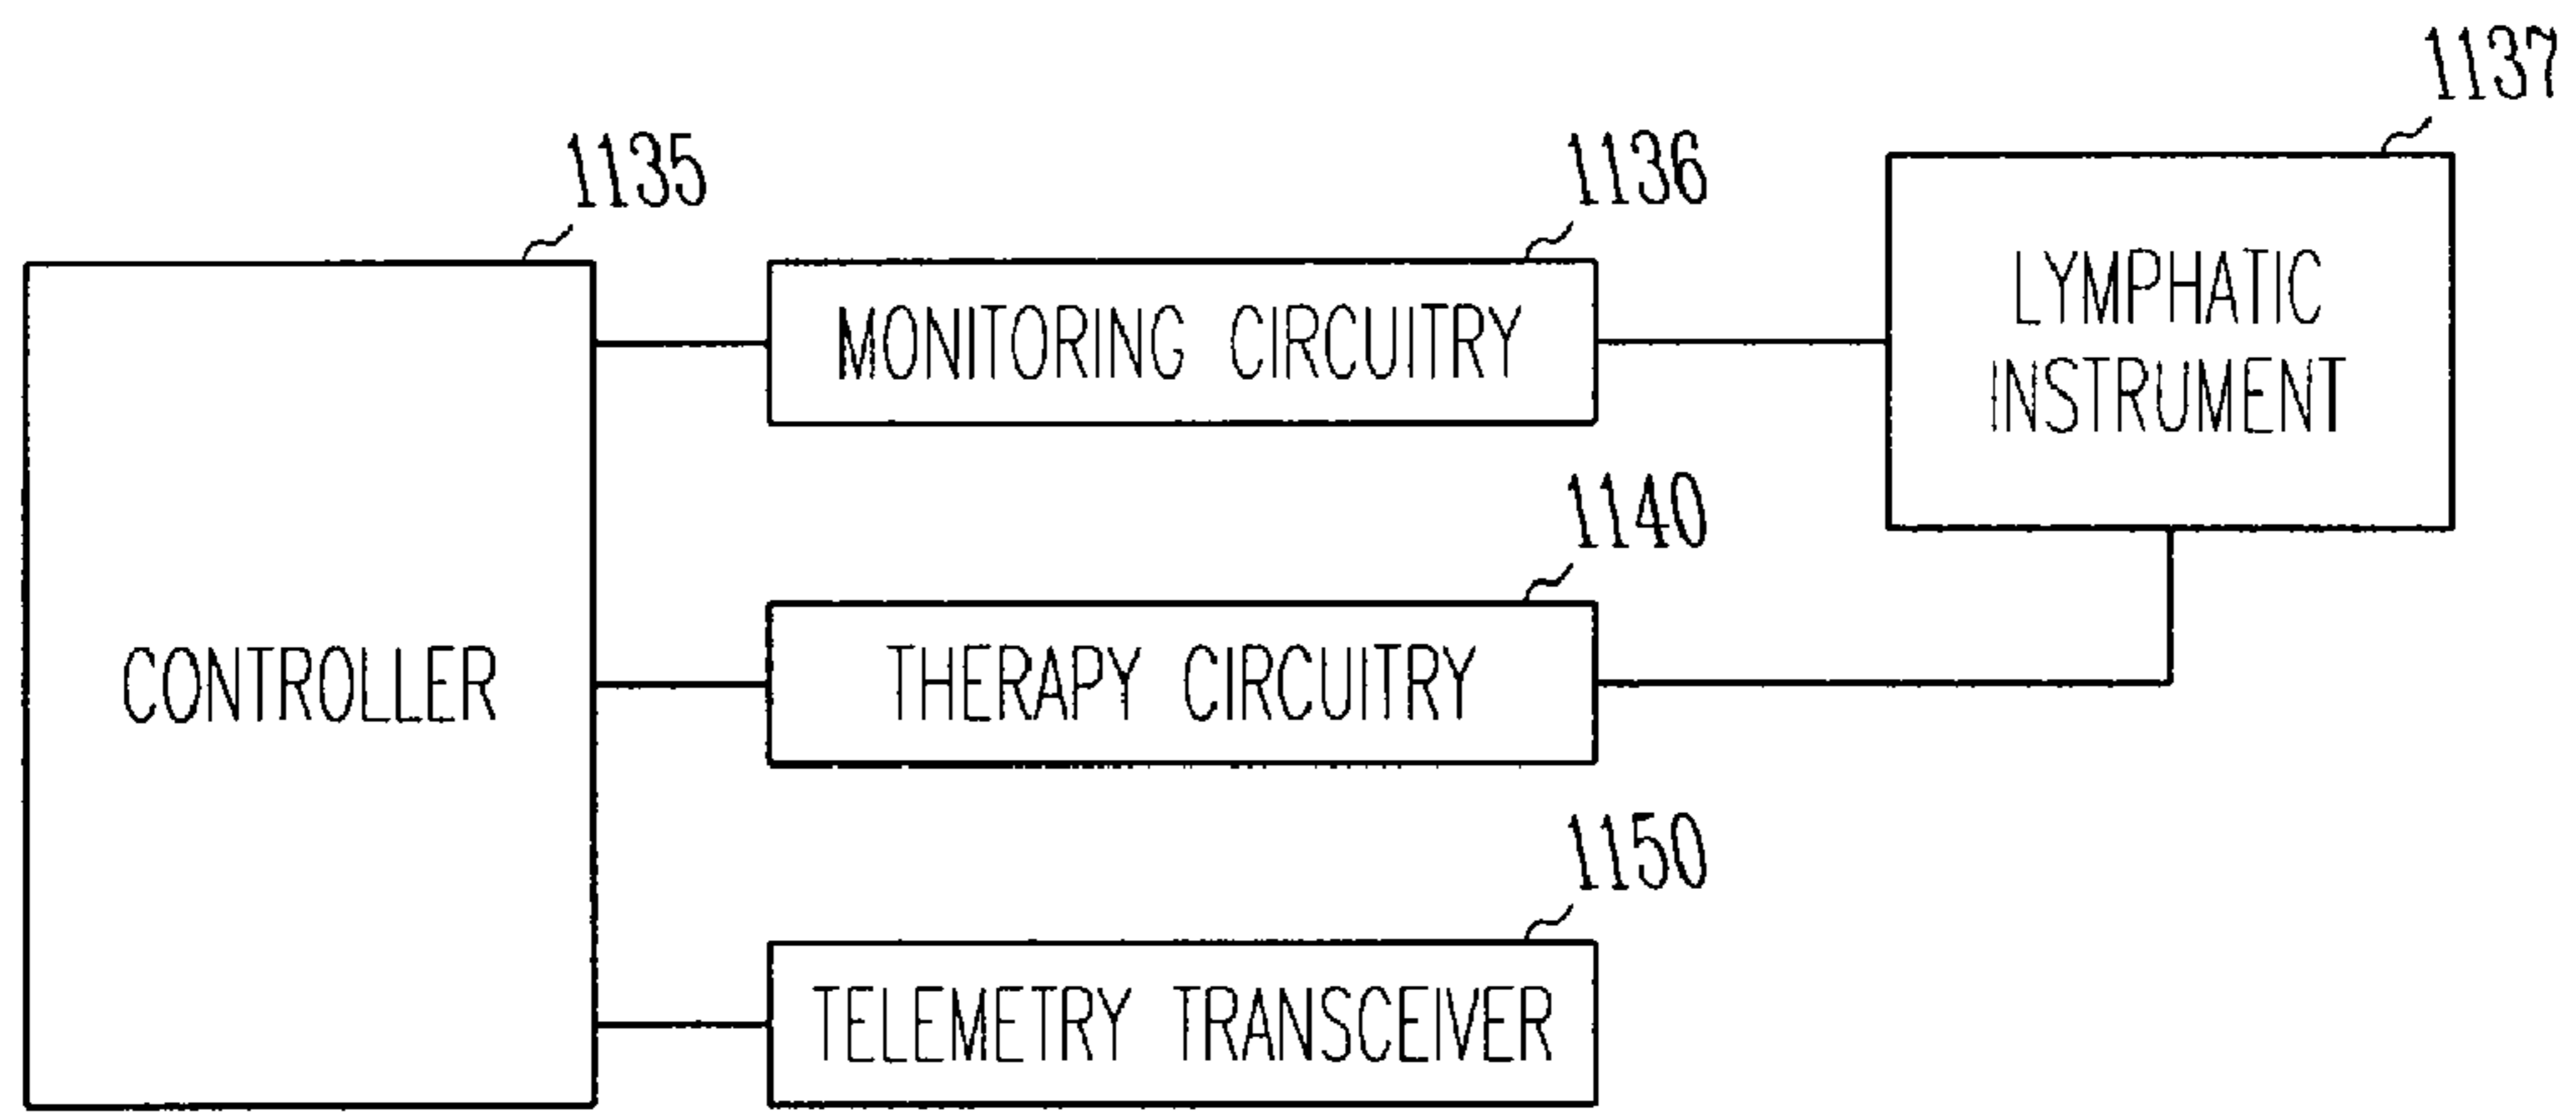 1137
1135
1136
LYMPHATIC
INSTRUMENT
MONITORING CIRCUITRY
1140
CONTROLLER
THERAPY CIRCUITRY
1150
TELEMETRY TRANSCEIVER